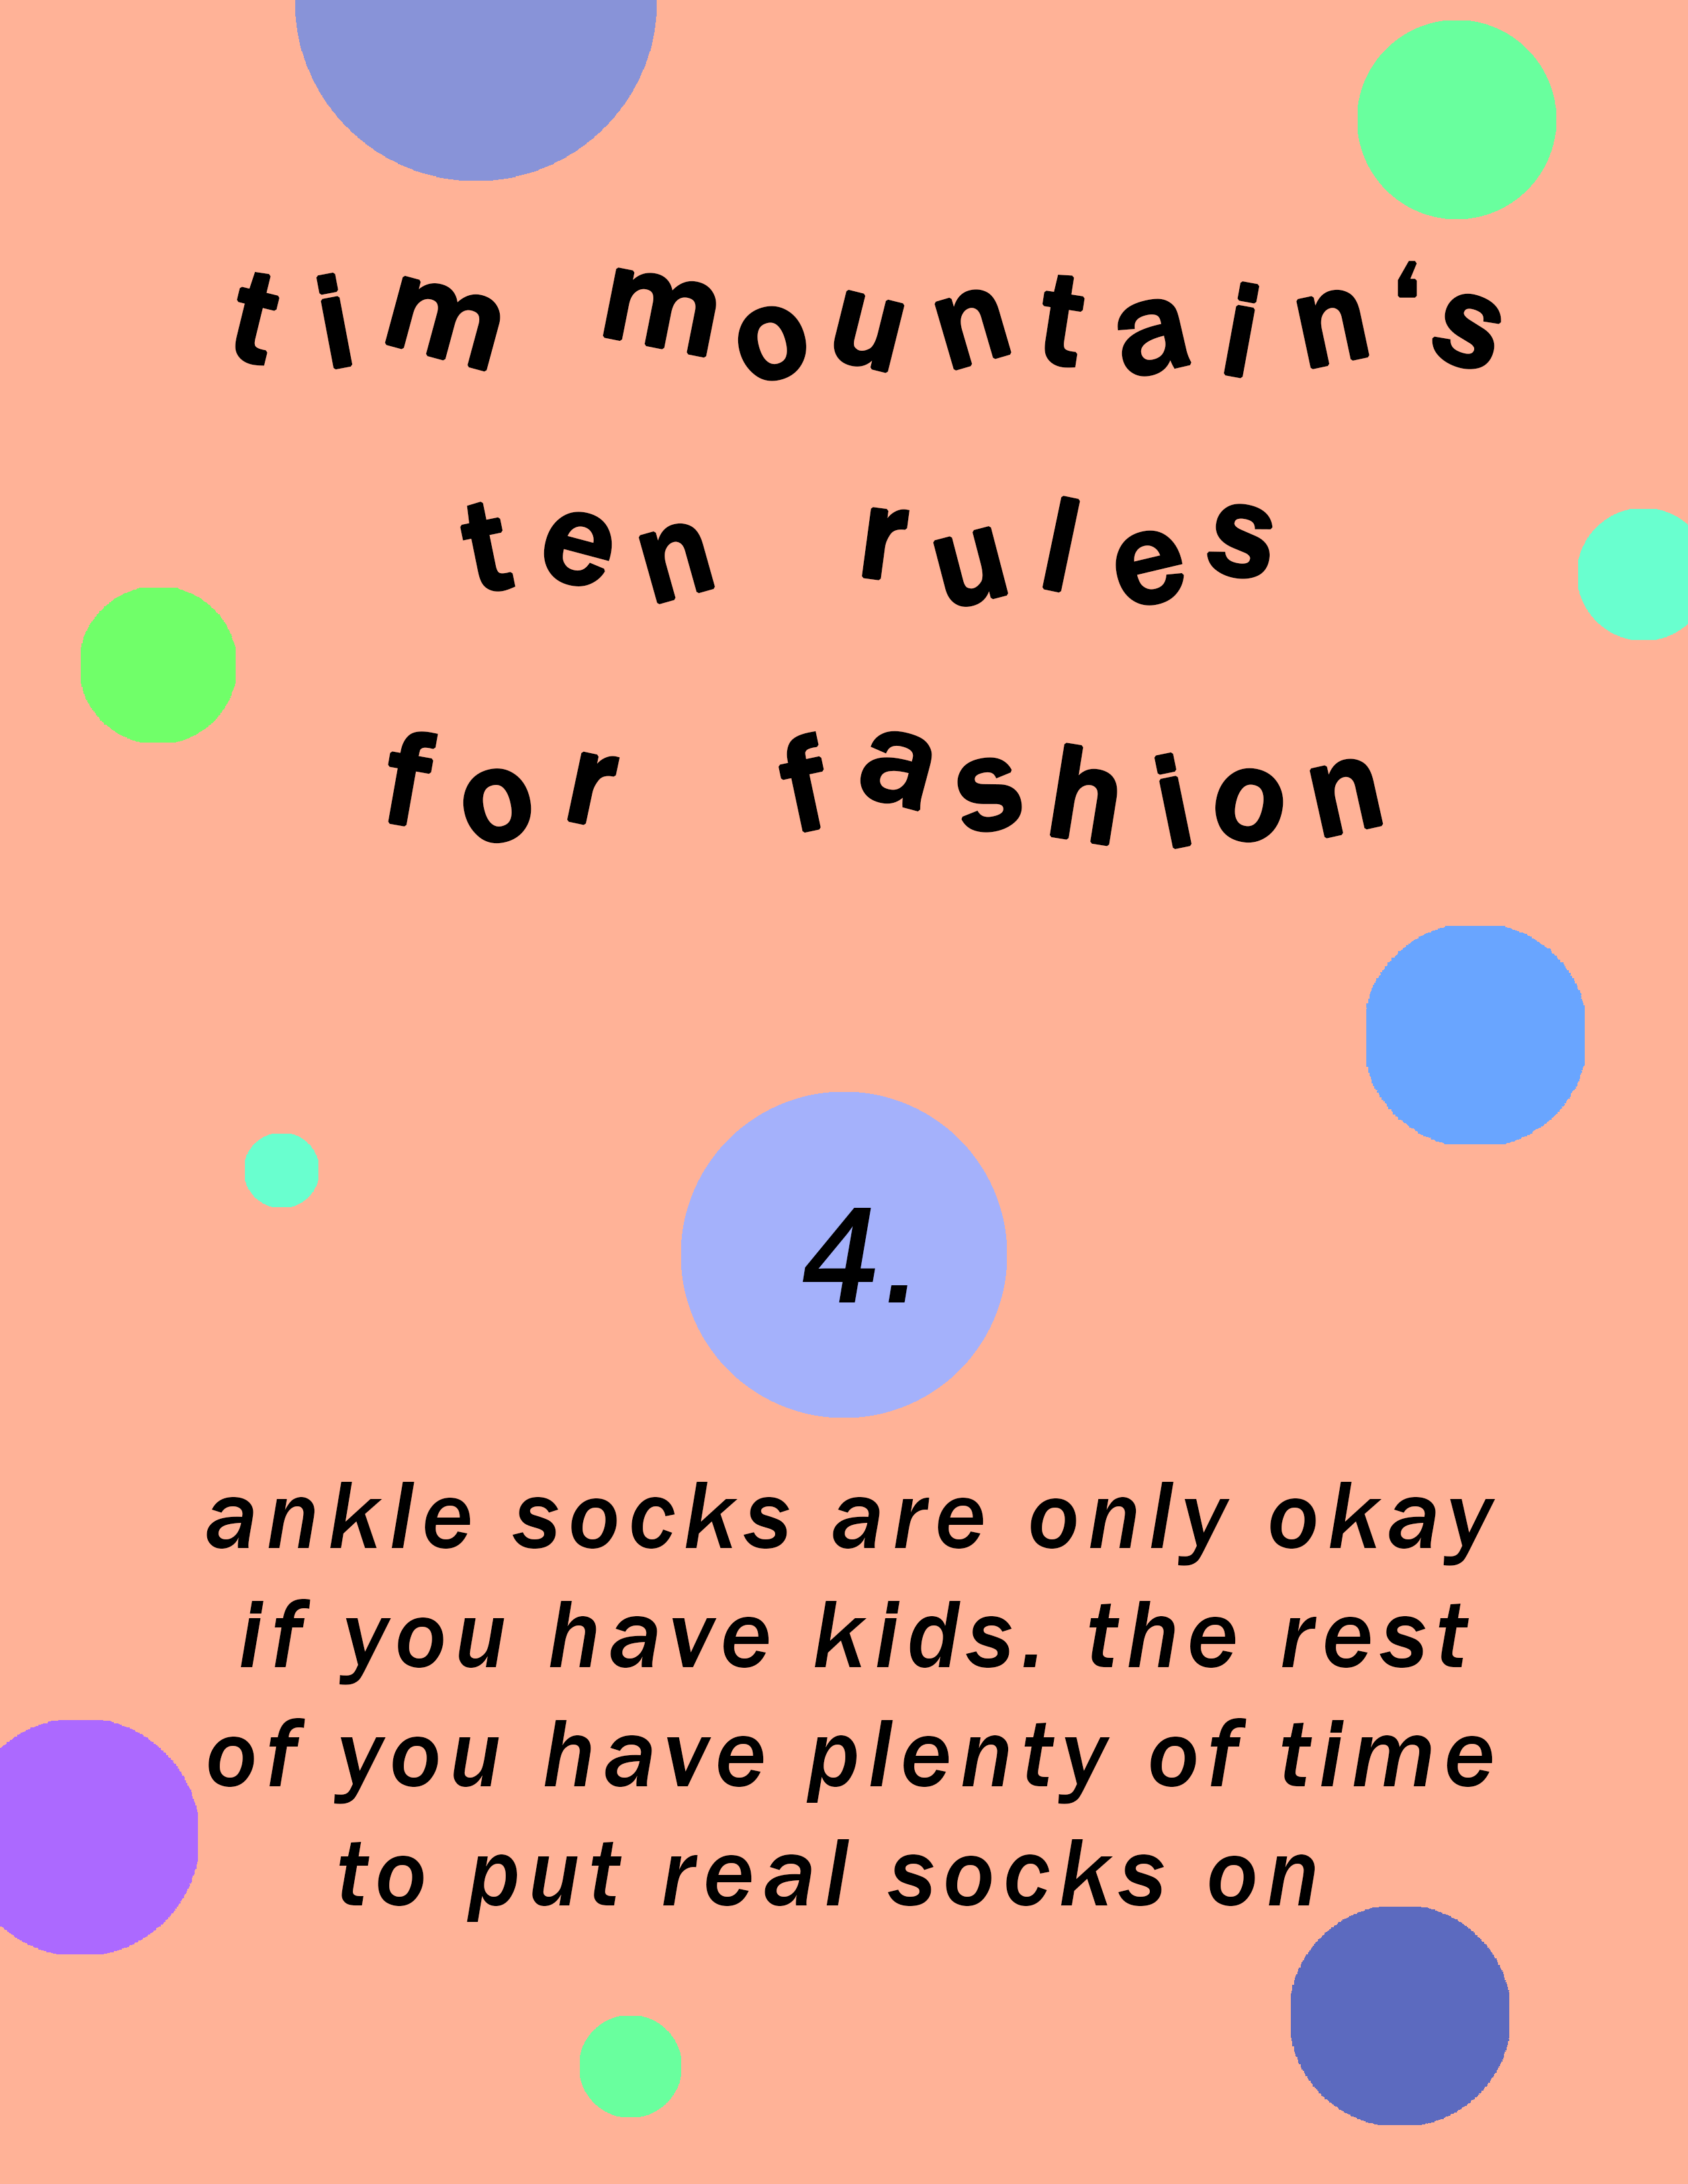 tim mountain‘s
ten rules
for fashion
4.
ankle socks are only okay
if you have kids. the rest
of you have plenty of time
to put real socks on